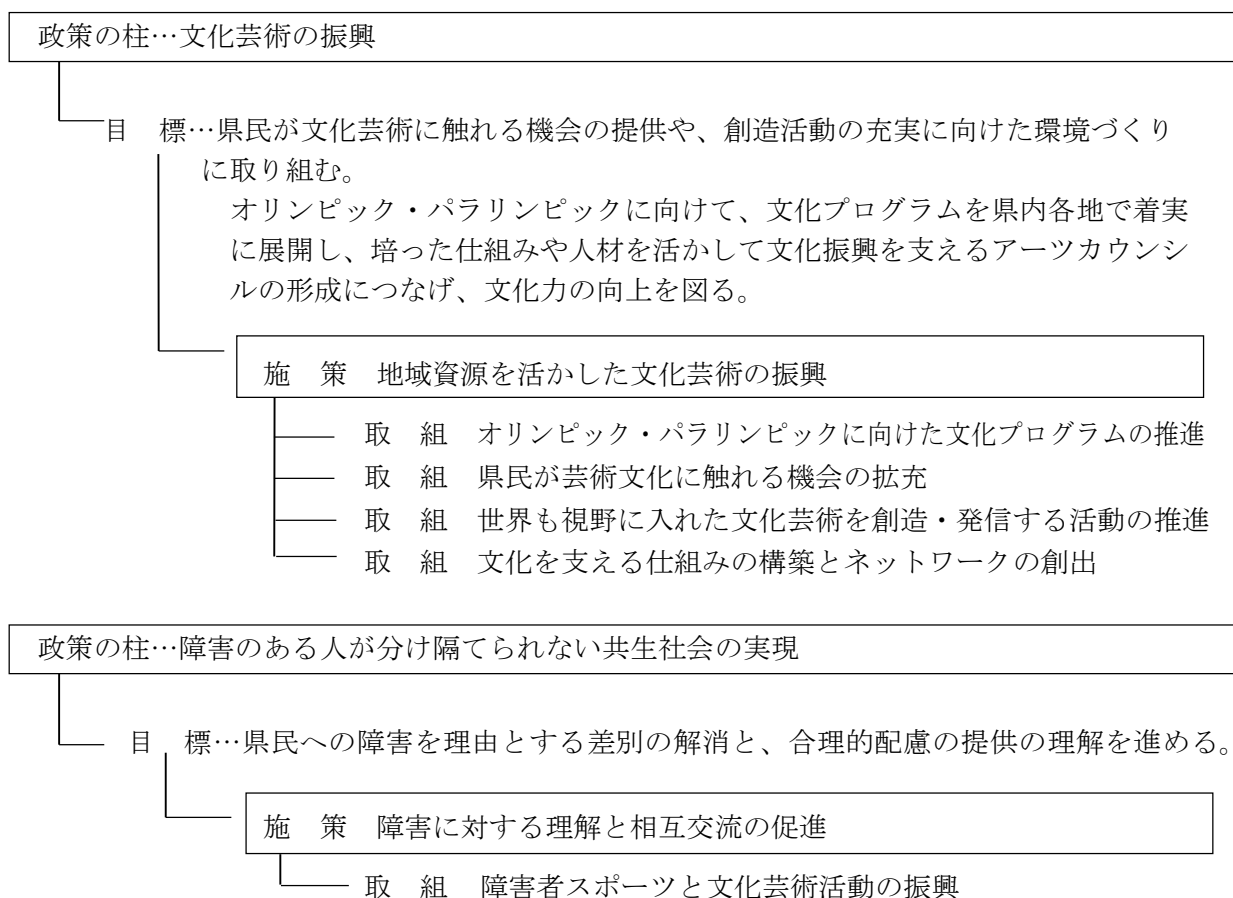 政策の柱…文化芸術の振興
目　標…県民が文化芸術に触れる機会の提供や、創造活動の充実に向けた環境づくり
に取り組む。
オリンピック・パラリンピックに向けて、文化プログラムを県内各地で着実
に展開し、培った仕組みや人材を活かして文化振興を支えるアーツカウンシ
ルの形成につなげ、文化力の向上を図る。
施　策　地域資源を活かした文化芸術の振興
取　組　オリンピック・パラリンピックに向けた文化プログラムの推進
取　組　県民が芸術文化に触れる機会の拡充
取　組　世界も視野に入れた文化芸術を創造・発信する活動の推進
取　組　文化を支える仕組みの構築とネットワークの創出
政策の柱…障害のある人が分け隔てられない共生社会の実現
目　標…県民への障害を理由とする差別の解消と、合理的配慮の提供の理解を進める。
施　策　障害に対する理解と相互交流の促進
取　組　障害者スポーツと文化芸術活動の振興